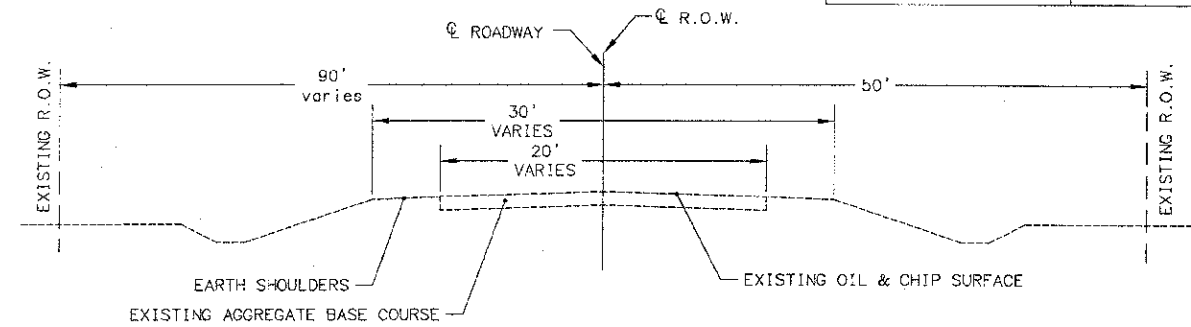 ℄ R.O.W.
℄ ROADWAY
EXISTING R.O.W.
90'
varies
50'
EXISTING R.O.W.
30'
VARIES
20'
VARIES
EARTH SHOULDERS
EXISTING OIL & CHIP SURFACE
EXISTING AGGREGATE BASE COURSE